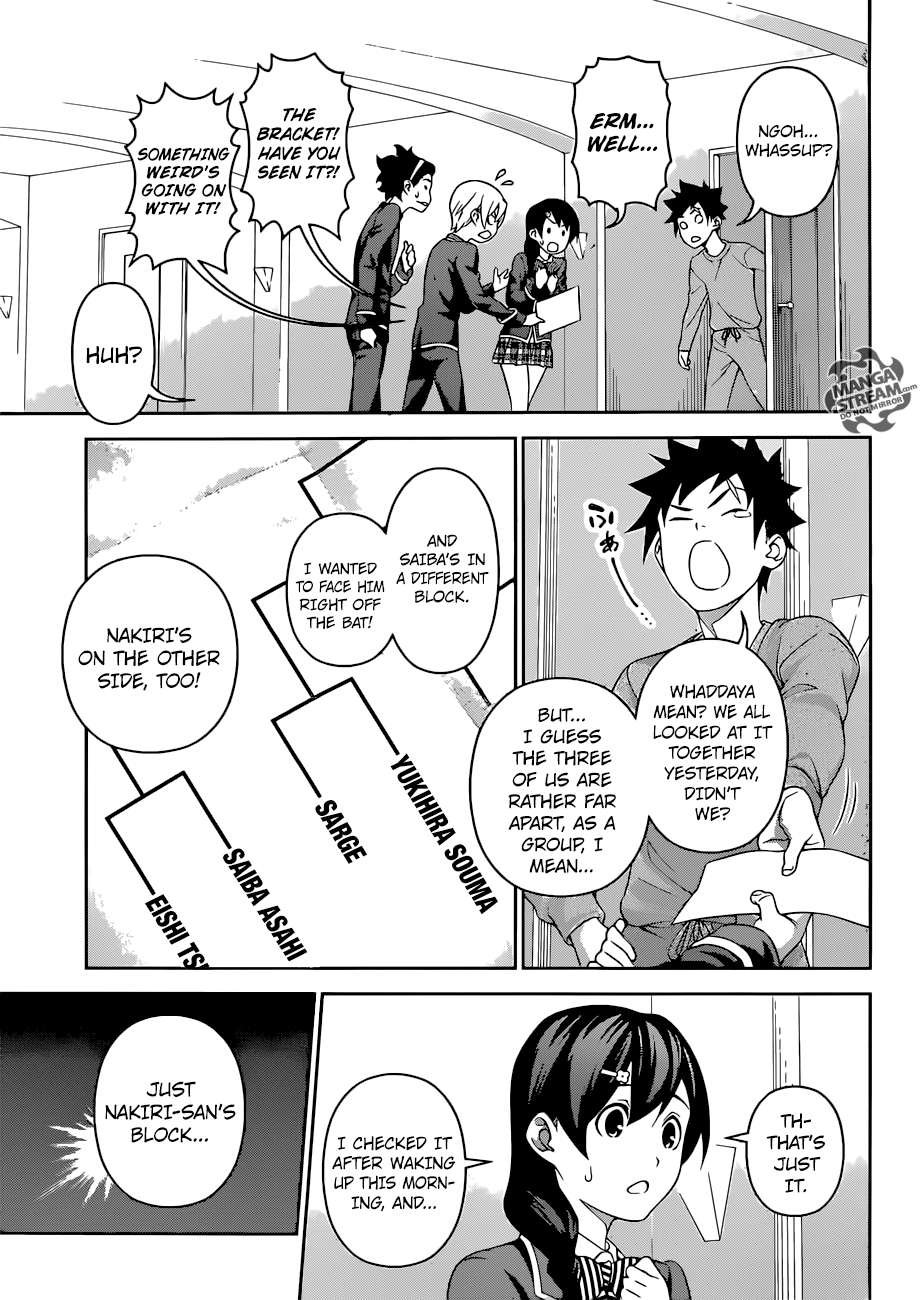 NGOH...
WHASSUP?
ERM...
WELL...
THE
BRACKET!
HAVE YOU
SEEN IT?!
SOMETHING
WEIRD'S
GOING ON
WITH IT!
HUH?
MANGA
STREAM.com
DO NOT MIRROR
ふぁ〜…
WHADDAYA
MEAN? WE ALL
LOOKED AT IT
TOGETHER
YESTERDAY,
DIDN'T
WE?
BUT...
I GUESS
THE THREE
OF US ARE
RATHER FAR
APART, AS A
GROUP, I
MEAN...
AND
SAIBA'S IN
A DIFFERENT
BLOCK.
I WANTED
TO FACE HIM
RIGHT OFF
THE BAT!
NAKIRI'S
ON THE OTHER
SIDE, TOO!
YUKIHIRA SOUMA
SARGE
SAIBA ASAHI
EISHI
TH-
THAT'S
JUST
IT.
I CHECKED IT
AFTER WAKING
UP THIS MORN-
ING, AND...
JUST
NAKIRI-SAN'S
BLOCK...